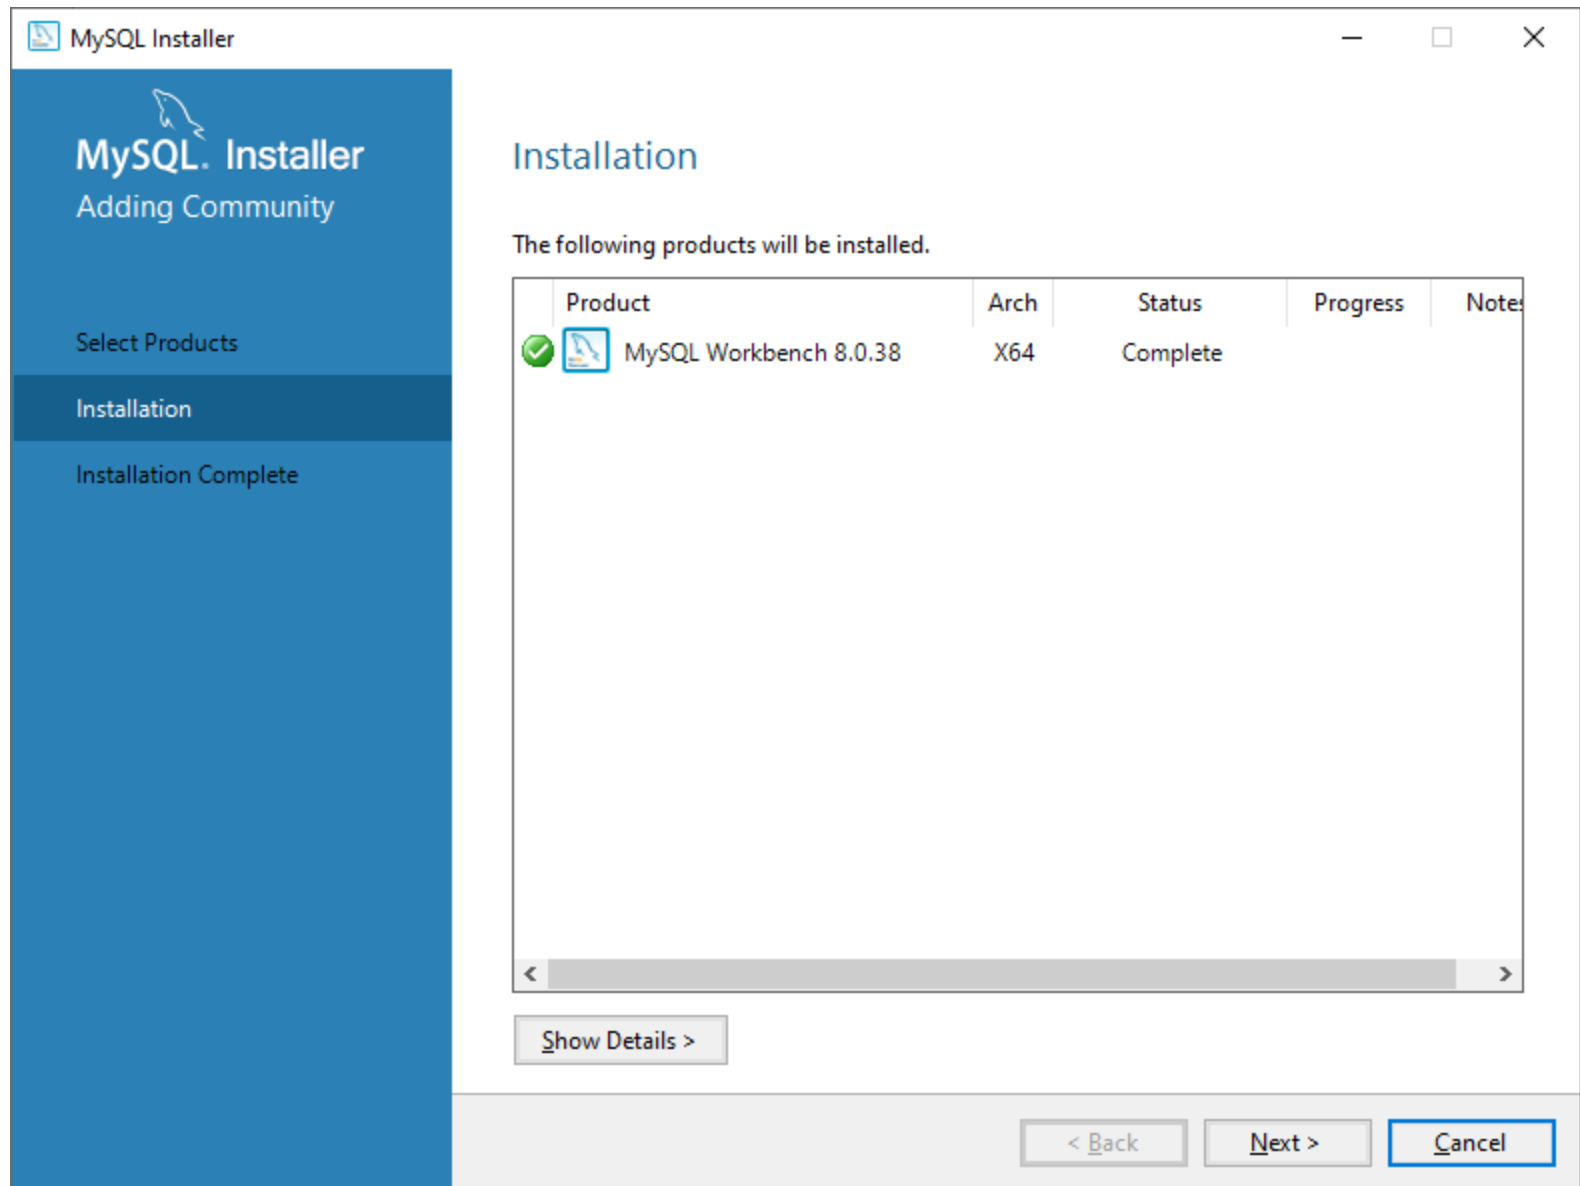 MySQL Installer
MySQL. Installer
Adding Community
Select Products
Installation
Installation Complete
Installation
The following products will be installed.
Product Arch Status Progress Notes
MySQL Workbench 8.0.38 X64 Complete
Show Details >
< Back Next > Cancel